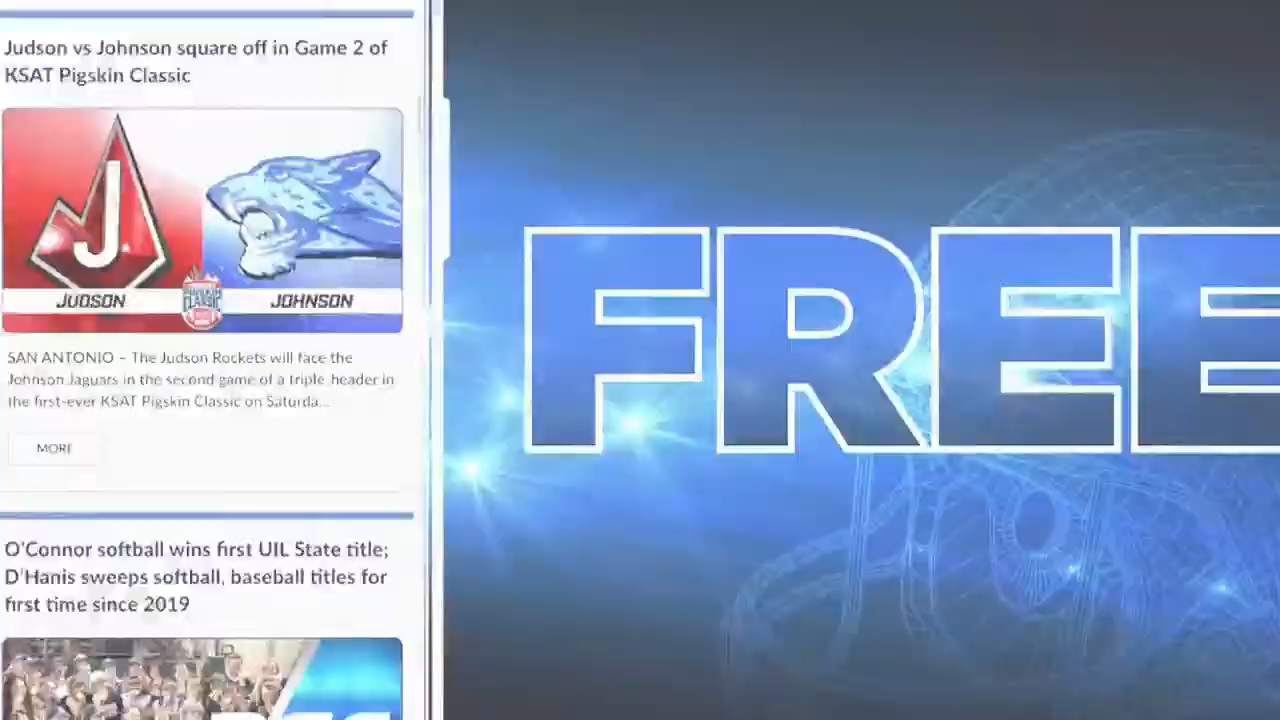 Judson vs Johnson square off in Game 2 of
KSAT Pigskin Classic
J
JUDSON
JOHNSON
SAN ANTONIO – The Judson Rockets will face the
Johnson Jaguars in the second game of a triple-header in
the first-ever KSAT Pigskin Classic on Saturda...
MORE
O'Connor softball wins first UIL State title;
D'Hanis sweeps softball, baseball titles for
first time since 2019
FREE